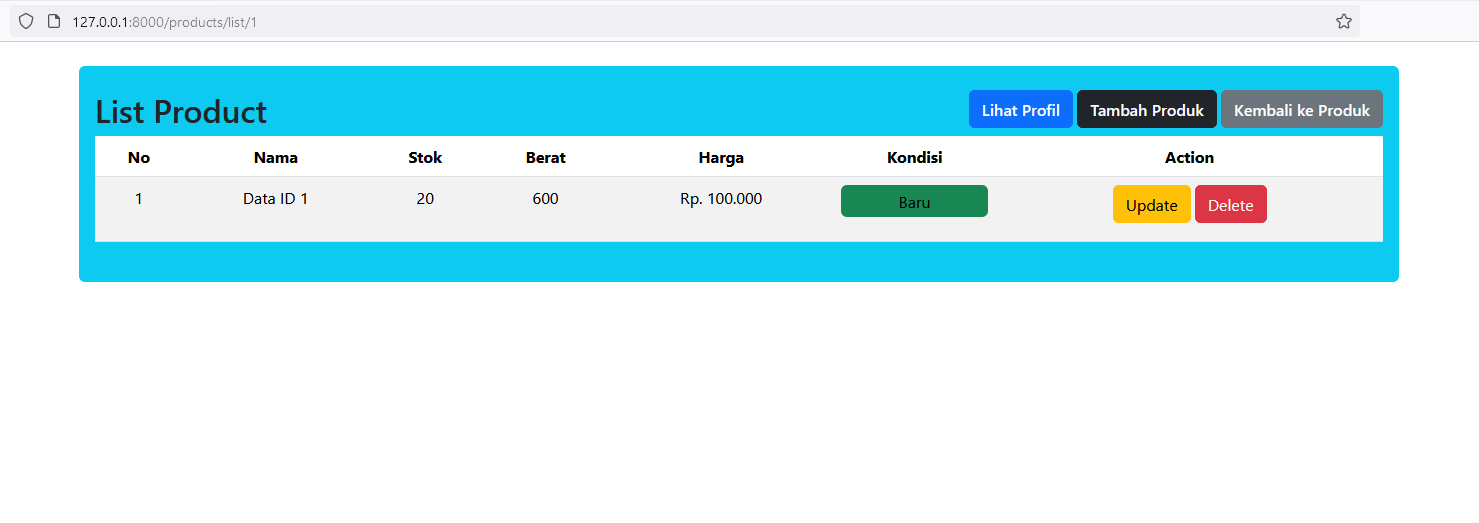 127.0.0.1:8000/products/list/1
List Product Lihat Profil Tambah Produk Kembali ke Produk
No Nama Stok Berat Harga Kondisi Action
1 Data ID 1 20 600 Rp. 100.000 Baru Update Delete